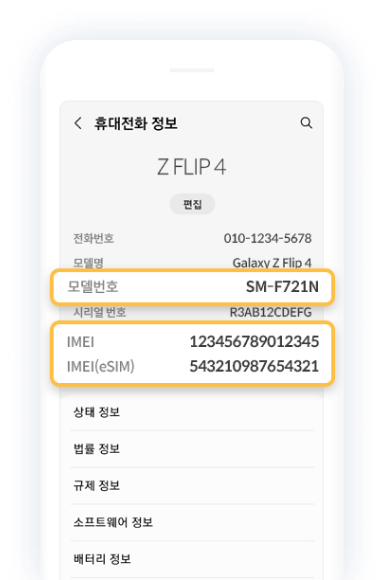 휴대전화 정보
Z FLIP 4
편집
전화번호 010-1234-5678
모델명 Galaxy Z Flip 4
모델번호 SM-F721N
시리얼 번호 R3AB12CDEFG
IMEI 123456789012345
IMEI(eSIM) 543210987654321
상태 정보
법률 정보
규제 정보
소프트웨어 정보
배터리 정보